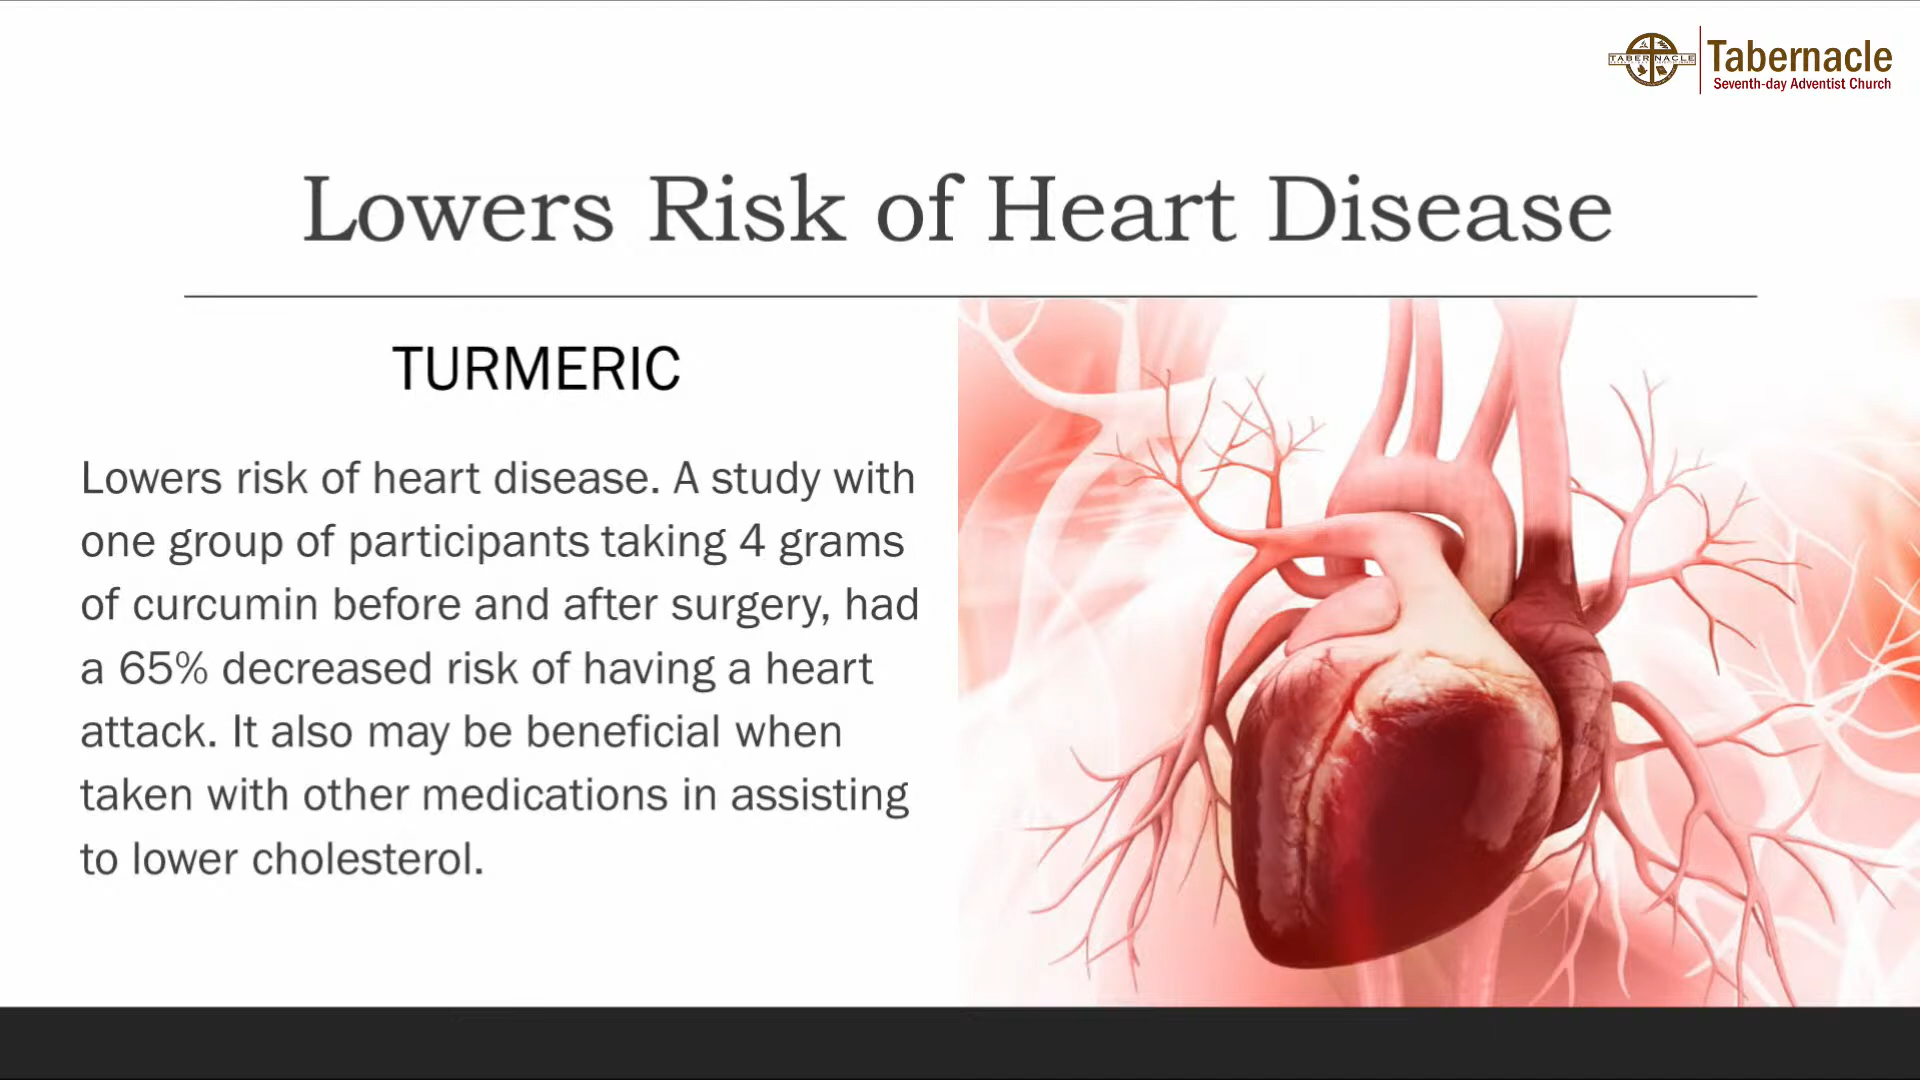 TABERNACLE
Tabernacle
Seventh-day Adventist Church
Lowers Risk of Heart Disease
TURMERIC
Lowers risk of heart disease. A study with
one group of participants taking 4 grams
of curcumin before and after surgery, had
a 65% decreased risk of having a heart
attack. It also may be beneficial when
taken with other medications in assisting
to lower cholesterol.